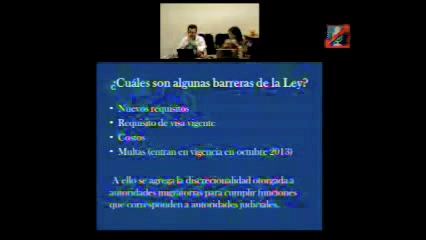 ¿Cuáles son algunas barreras de la Ley?
• Nuevos requisitos
• Requisito de visa vigente
• Costos
• Multas (entran en vigencia en octubre 2013)
A ello se agrega la discrecionalidad otorgada a
autoridades migratorias para cumplir funciones
que corresponden a autoridades judiciales.